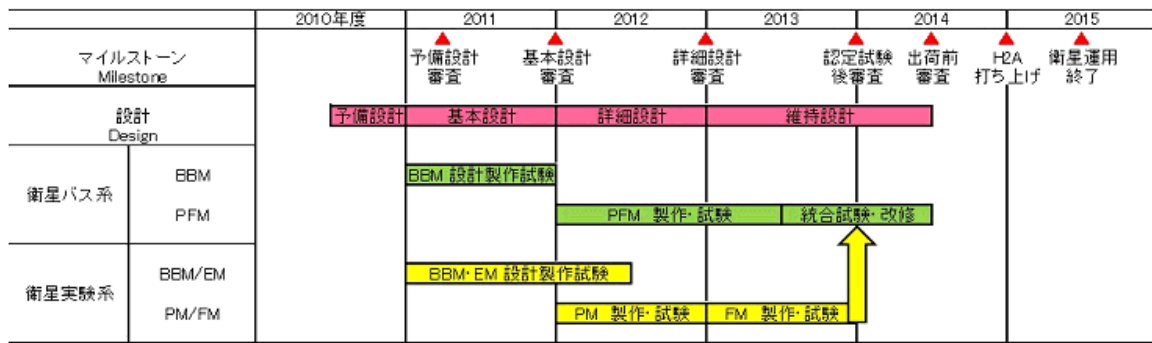 2010年度 2011 2012 2013 2014 2015
マイルストーン
Milestone
予備設計
審査
基本設計
審査
詳細設計
審査
認定試験
後審査
出荷前
審査
H2A
打ち上げ
衛星運用
終了
設計
Design
予備設計 基本設計 詳細設計 維持設計
衛星バス系
BBM
BBM 設計製作試験
PFM
PFM 製作・試験 統合試験・改修
衛星実験系
BBM/EM
BBM・EM 設計製作試験
PM/FM
PM 製作・試験 FM 製作・試験